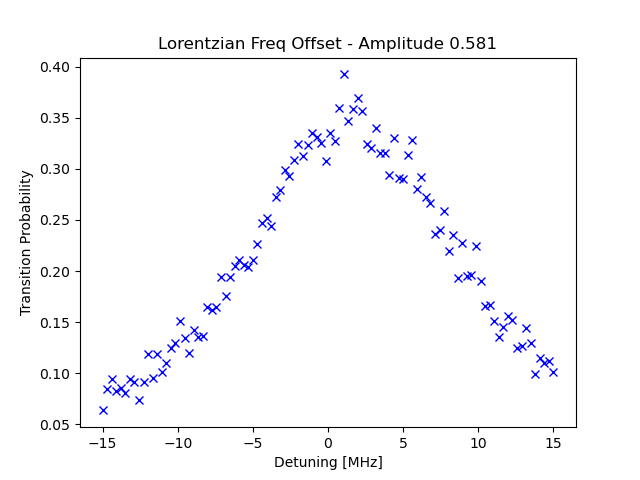 Lorentzian Freq Offset - Amplitude 0.581
0.40
0.35
0.30
0.25
0.20
0.15
0.10
0.05
Transition Probability
−15 −10 −5 0 5 10 15
Detuning [MHz]